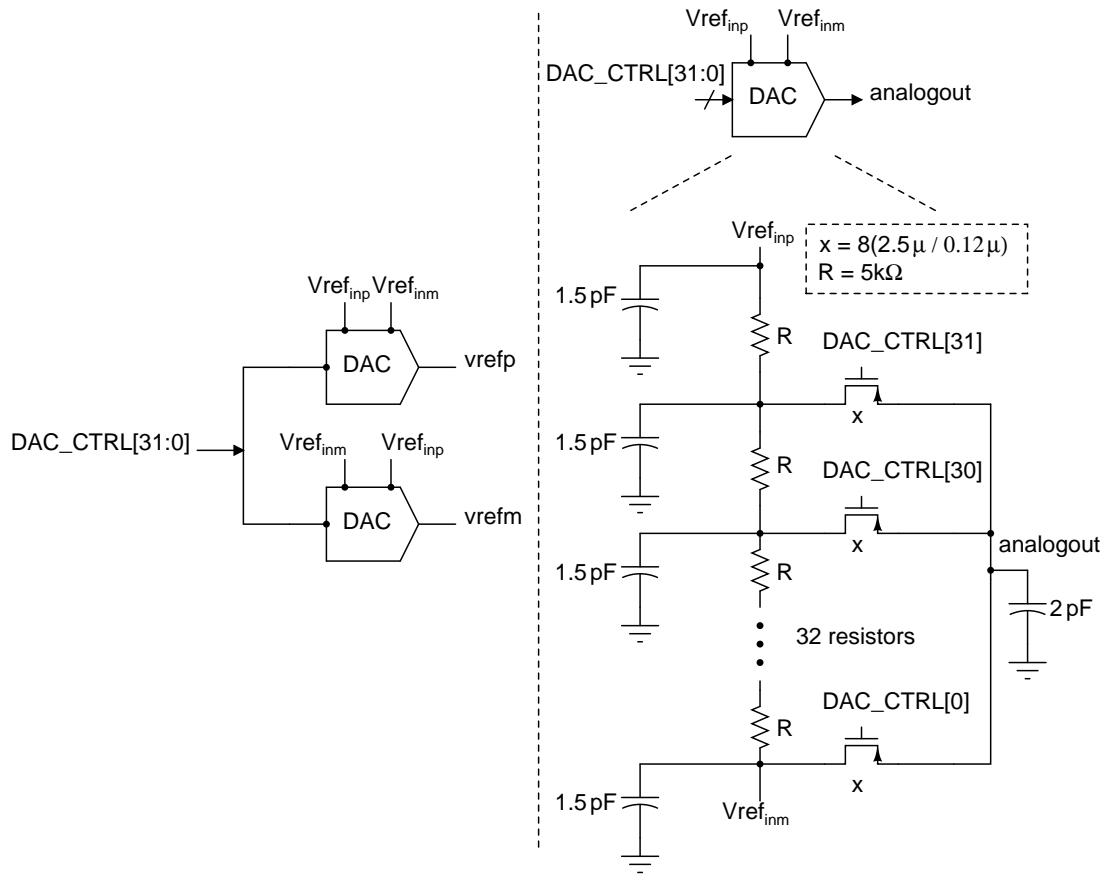 Vref_inp
Vref_inm
DAC_CTRL[31:0]
DAC
analogout
Vref_inp
x = 8(2.5μ / 0.12μ)
R = 5kΩ
1.5 pF
R
DAC_CTRL[31]
x
1.5 pF
R
DAC_CTRL[30]
x
analogout
1.5 pF
R
2 pF
32 resistors
R
DAC_CTRL[0]
x
1.5 pF
Vref_inm
Vref_inp
Vref_inm
DAC
vrefp
DAC_CTRL[31:0]
Vref_inm
Vref_inp
DAC
vrefm